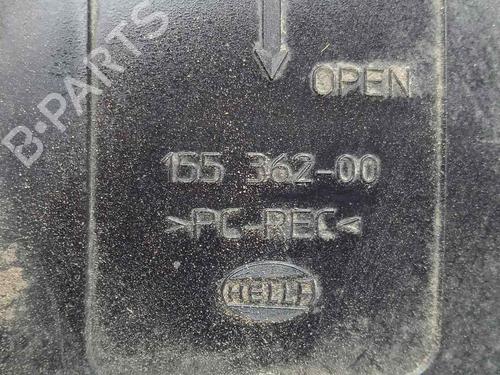 B-PARTS
OPEN
155 362-00
>PC-REC<
HELLA